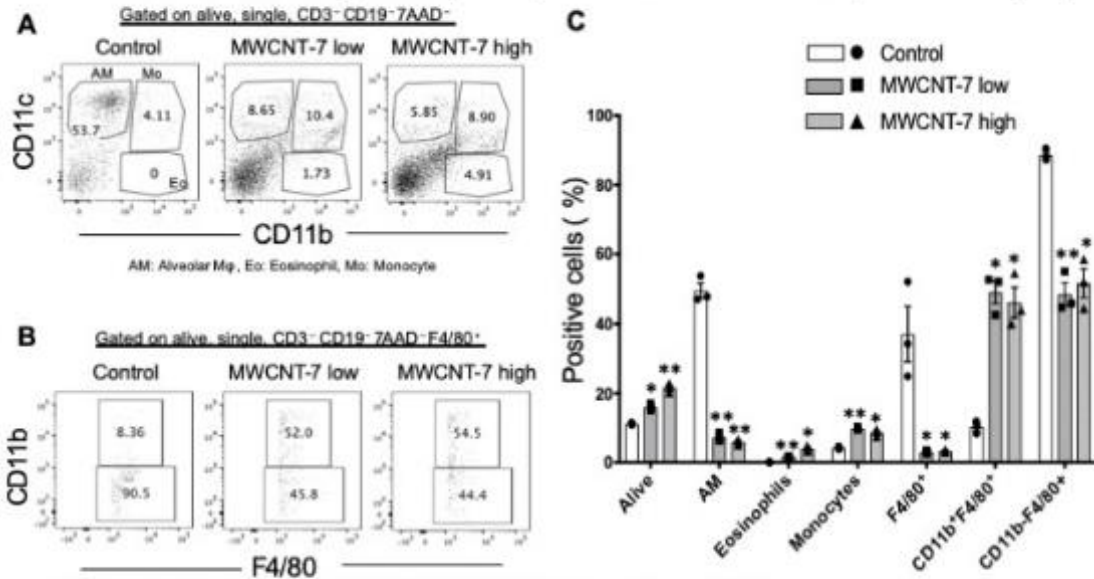 A
Gated on alive, single, CD3⁻ CD19⁻ 7AAD⁻
Control
MWCNT-7 low
MWCNT-7 high
AM
Mo
53.7
4.11
0
Eo
8.65
10.4
1.73
5.85
8.90
4.91
CD11c
CD11b
AM: Alveolar Mφ, Eo: Eosinophil, Mo: Monocyte
B
Gated on alive, single, CD3⁻ CD19⁻ 7AAD⁻F4/80⁺
Control
MWCNT-7 low
MWCNT-7 high
8.36
90.5
52.0
45.8
54.5
44.4
CD11b
F4/80
C
Control
MWCNT-7 low
MWCNT-7 high
Positive cells ( %)
100
80
60
40
20
0
* **
** **
** *
** *
* *
* *
** *
Alive
AM
Eosinophils
Monocytes
F4/80⁺
CD11b⁺F4/80⁺
CD11b-F4/80+